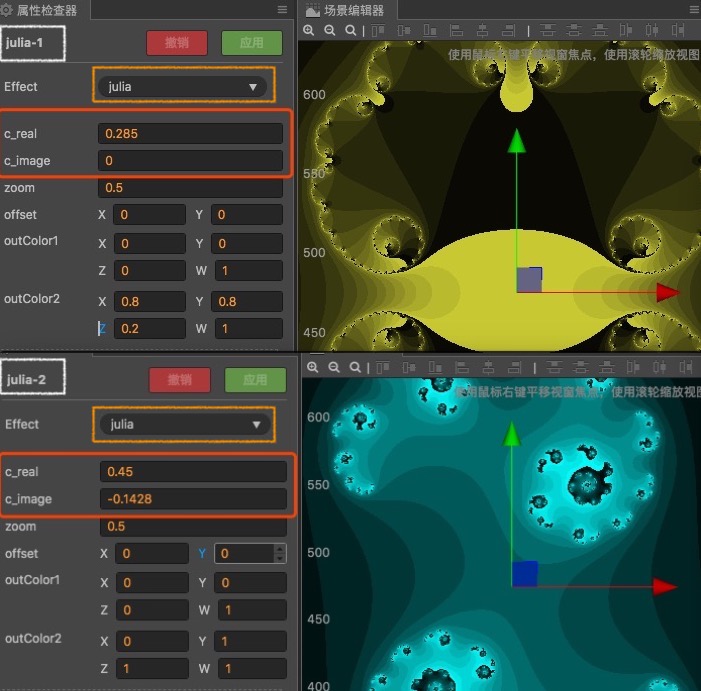 属性检查器
julia-1
撤销
应用
Effect
julia
c_real
0.285
c_image
0
zoom
0.5
offset
X 0 Y 0
outColor1
X 0 Y 0
Z 0 W 1
outColor2
X 0.8 Y 0.8
Z 0.2 W 1
场景编辑器
使用鼠标右键平移视窗焦点，使用滚轮缩放视图
600
550
500
450
julia-2
撤销
应用
Effect
julia
c_real
0.45
c_image
-0.1428
zoom
0.5
offset
X 0 Y 0
outColor1
X 0 Y 0
Z 0 W 1
outColor2
X 0 Y 1
Z 1 W 1
使用鼠标右键平移视窗焦点，使用滚轮缩放视图
600
550
500
450
400